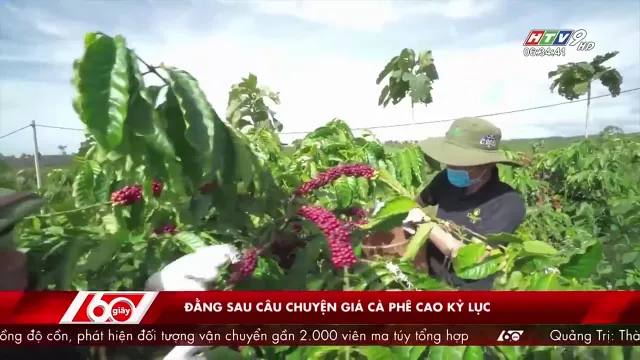 HTV9 HD
06:34:41
60 giây
ĐẰNG SAU CÂU CHUYỆN GIÁ CÀ PHÊ CAO KỶ LỤC
ồng độ cồn, phát hiện đối tượng vận chuyển gần 2.000 viên ma túy tổng hợp 60 Quảng Trị: Thà